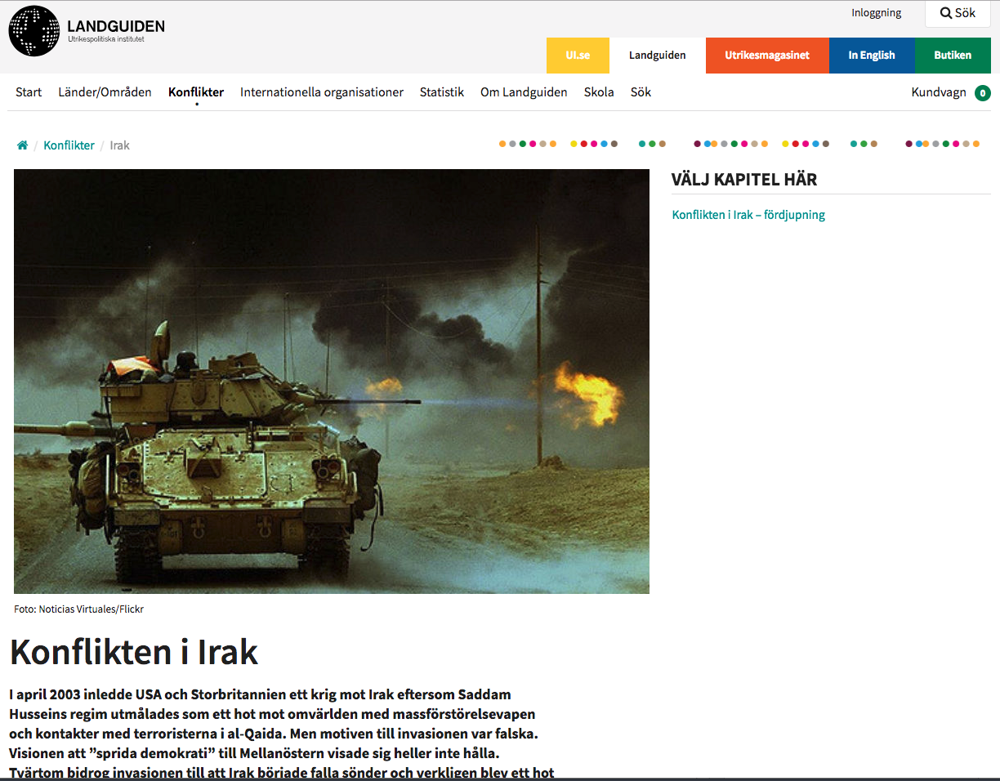 LANDGUIDEN
Utrikespolitiska institutet
Inloggning
Sök
UI.se
Landguiden
Utrikesmagasinet
In English
Butiken
Start
Länder/Områden
Konflikter
Internationella organisationer
Statistik
Om Landguiden
Skola
Sök
Kundvagn
0
/ Konflikter / Irak
VÄLJ KAPITEL HÄR
Konflikten i Irak – fördjupning
Foto: Noticias Virtuales/Flickr
Konflikten i Irak
I april 2003 inledde USA och Storbritannien ett krig mot Irak eftersom Saddam
Husseins regim utmålades som ett hot mot omvärlden med massförstörelsevapen
och kontakter med terroristerna i al-Qaida. Men motiven till invasionen var falska.
Visionen att ”sprida demokrati” till Mellanöstern visade sig heller inte hålla.
Tvärtom bidrog invasionen till att Irak började falla sönder och verkligen blev ett hot